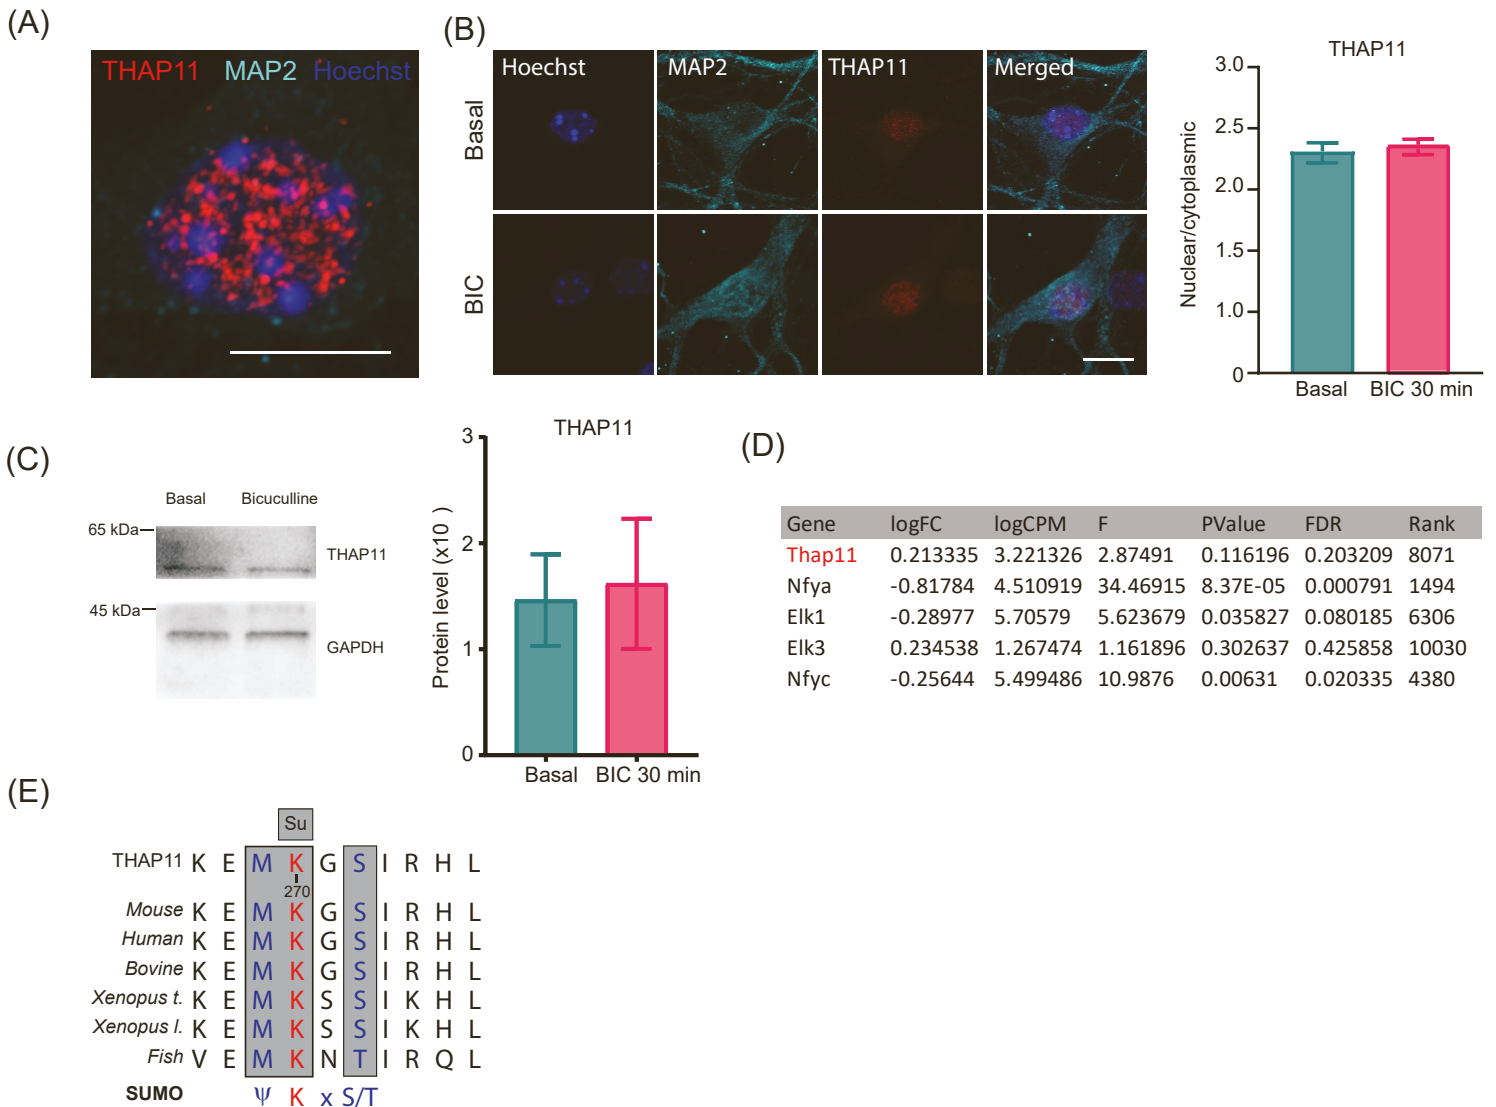 (A)
THAP11 MAP2 Hoechst
(B)
Hoechst MAP2 THAP11 Merged
Basal
BIC
THAP11
Nuclear/cytoplasmic
3.0
2.5
2.0
1.5
1.0
0
Basal BIC 30 min
(C)
Basal Bicuculline
65 kDa
THAP11
45 kDa
GAPDH
THAP11
Protein level (x10 )
3
2
1
0
Basal BIC 30 min
(D)
Gene logFC logCPM F PValue FDR Rank
Thap11 0.213335 3.221326 2.87491 0.116196 0.203209 8071
Nfya -0.81784 4.510919 34.46915 8.37E-05 0.000791 1494
Elk1 -0.28977 5.70579 5.623679 0.035827 0.080185 6306
Elk3 0.234538 1.267474 1.161896 0.302637 0.425858 10030
Nfyc -0.25644 5.499486 10.9876 0.00631 0.020335 4380
(E)
Su
THAP11 K E M K G S I R H L
270
Mouse K E M K G S I R H L
Human K E M K G S I R H L
Bovine K E M K G S I R H L
Xenopus t. K E M K S S I K H L
Xenopus l. K E M K S S I K H L
Fish V E M K N T I R Q L
SUMO Ψ K x S/T